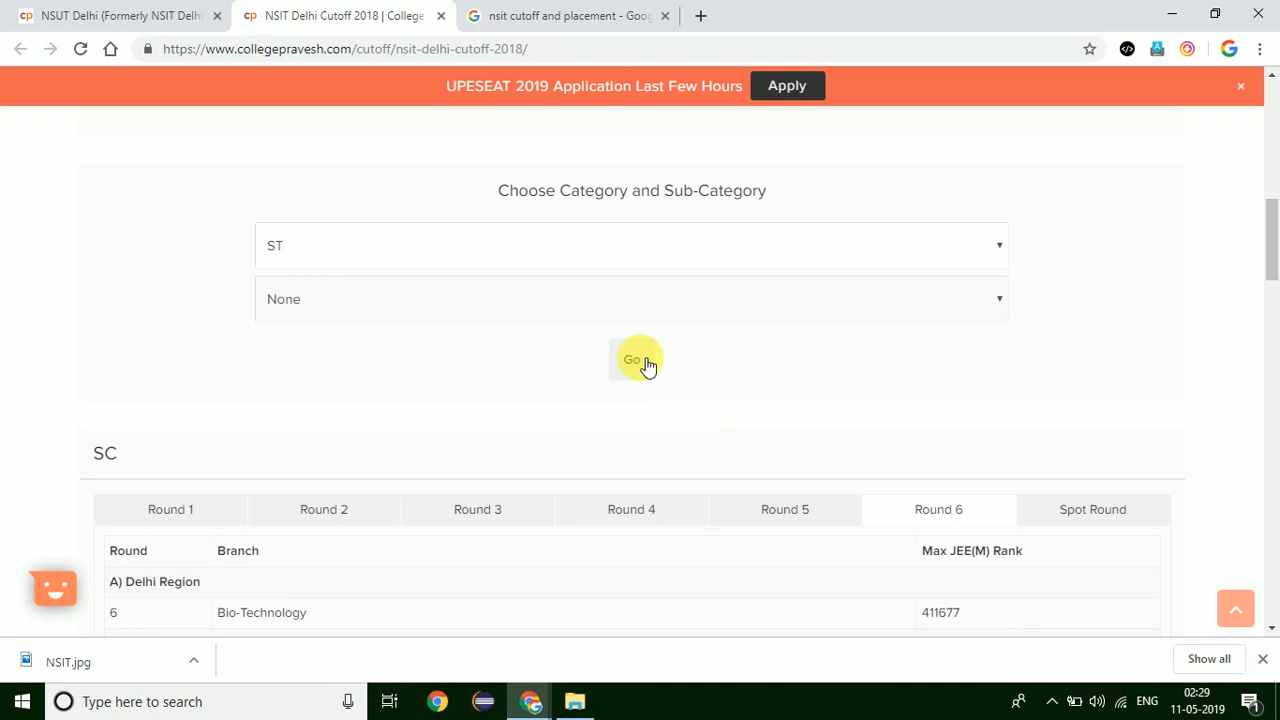 NSUT Delhi (Formerly NSIT Delhi
NSIT Delhi Cutoff 2018 | College
nsit cutoff and placement - Goog
https://www.collegepravesh.com/cutoff/nsit-delhi-cutoff-2018/
UPESEAT 2019 Application Last Few Hours
Apply
Choose Category and Sub-Category
ST
None
Go
SC
Round 1
Round 2
Round 3
Round 4
Round 5
Round 6
Spot Round
Round
Branch
Max JEE(M) Rank
A) Delhi Region
6
Bio-Technology
411677
NSIT.jpg
Show all
Type here to search
ENG
02:29
11-05-2019
1